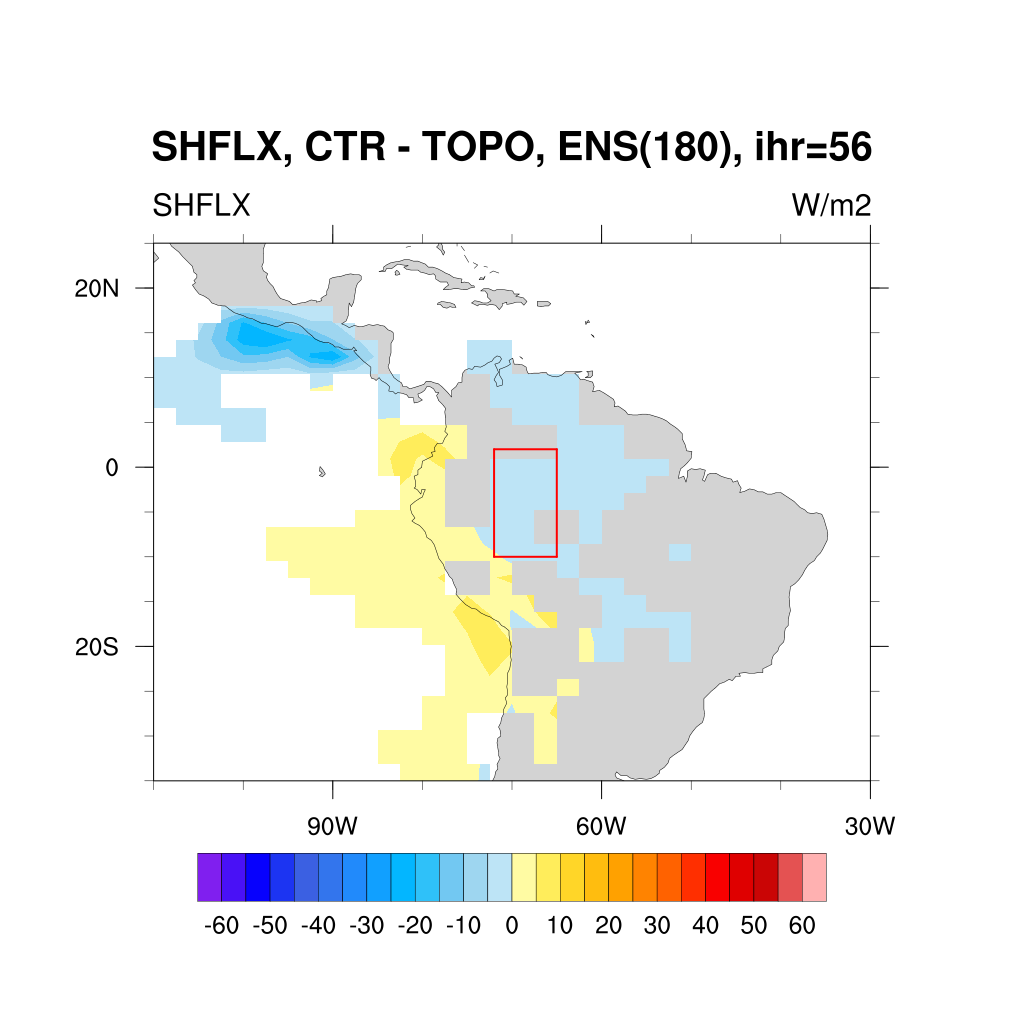 SHFLX, CTR - TOPO, ENS(180), ihr=56
SHFLX W/m2
20N
0
20S
90W 60W 30W
-60 -50 -40 -30 -20 -10 0 10 20 30 40 50 60